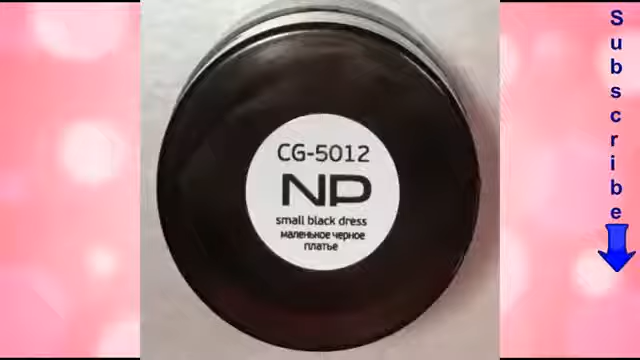 CG-5012
NP
small black dress
маленькое черное
платье
Subscribe